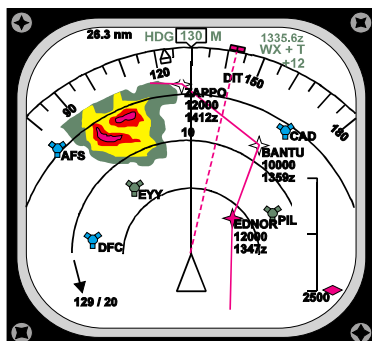 26.3 nm
HDG 130 M
1335.6z
WX + T
+12
120
DIT
150
90
180
ZAPPO
12000
1412z
10
CAD
AFS
BANTU
10000
1359z
EYY
PIL
EDNOR
12000
1347z
DFC
129 / 20
2500